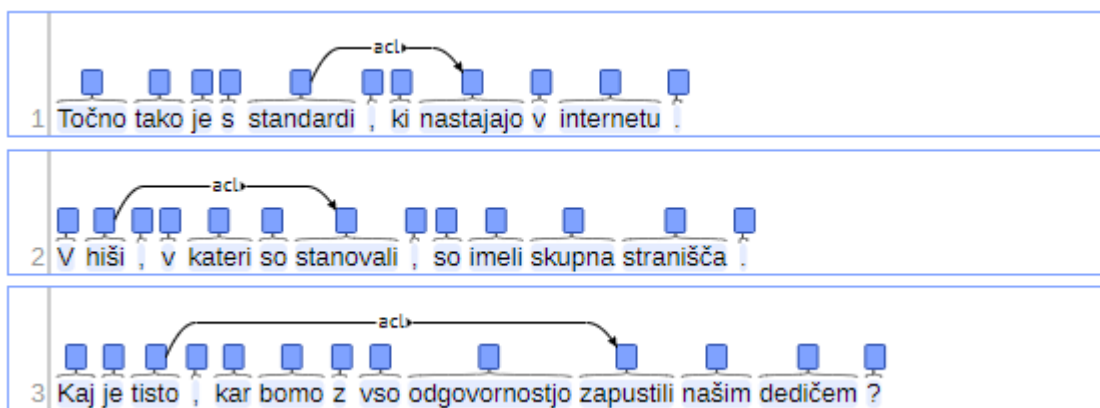 acl
1 Točno tako je s standardi , ki nastajajo v internetu .
acl
2 V hiši , v kateri so stanovali , so imeli skupna stranišča .
acl
3 Kaj je tisto , kar bomo z vso odgovornostjo zapustili našim dedičem ?